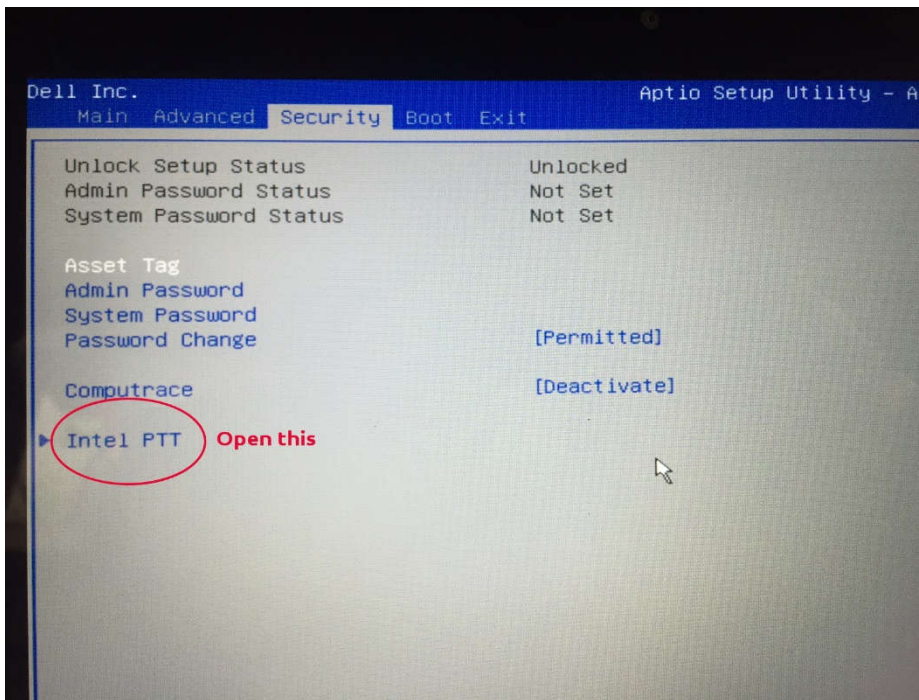 Dell Inc. Aptio Setup Utility - A
Main Advanced Security Boot Exit
Unlock Setup Status Unlocked
Admin Password Status Not Set
System Password Status Not Set
Asset Tag
Admin Password
System Password
Password Change [Permitted]
Computrace [Deactivate]
Intel PTT Open this